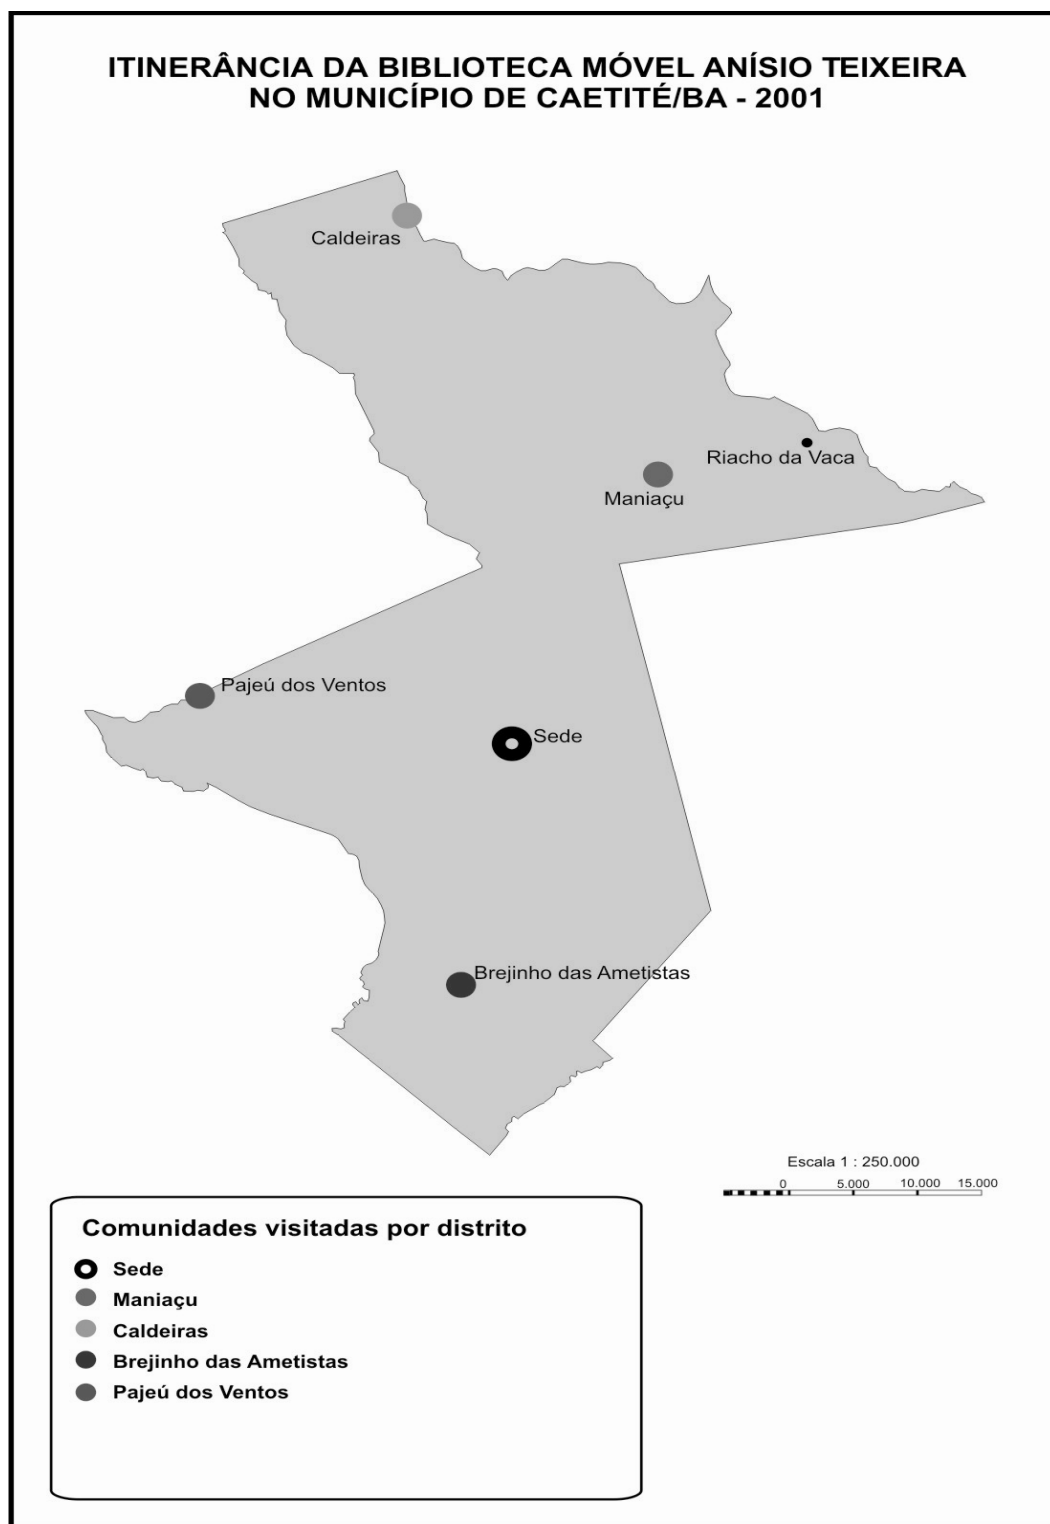 ITINERÂNCIA DA BIBLIOTECA MÓVEL ANÍSIO TEIXEIRA
NO MUNICÍPIO DE CAETITÉ/BA - 2001
Caldeiras
Riacho da Vaca
Maniaçu
Pajeú dos Ventos
Sede
Brejinho das Ametistas
Escala 1 : 250.000
0 5.000 10.000 15.000
Comunidades visitadas por distrito
Sede
Maniaçu
Caldeiras
Brejinho das Ametistas
Pajeú dos Ventos